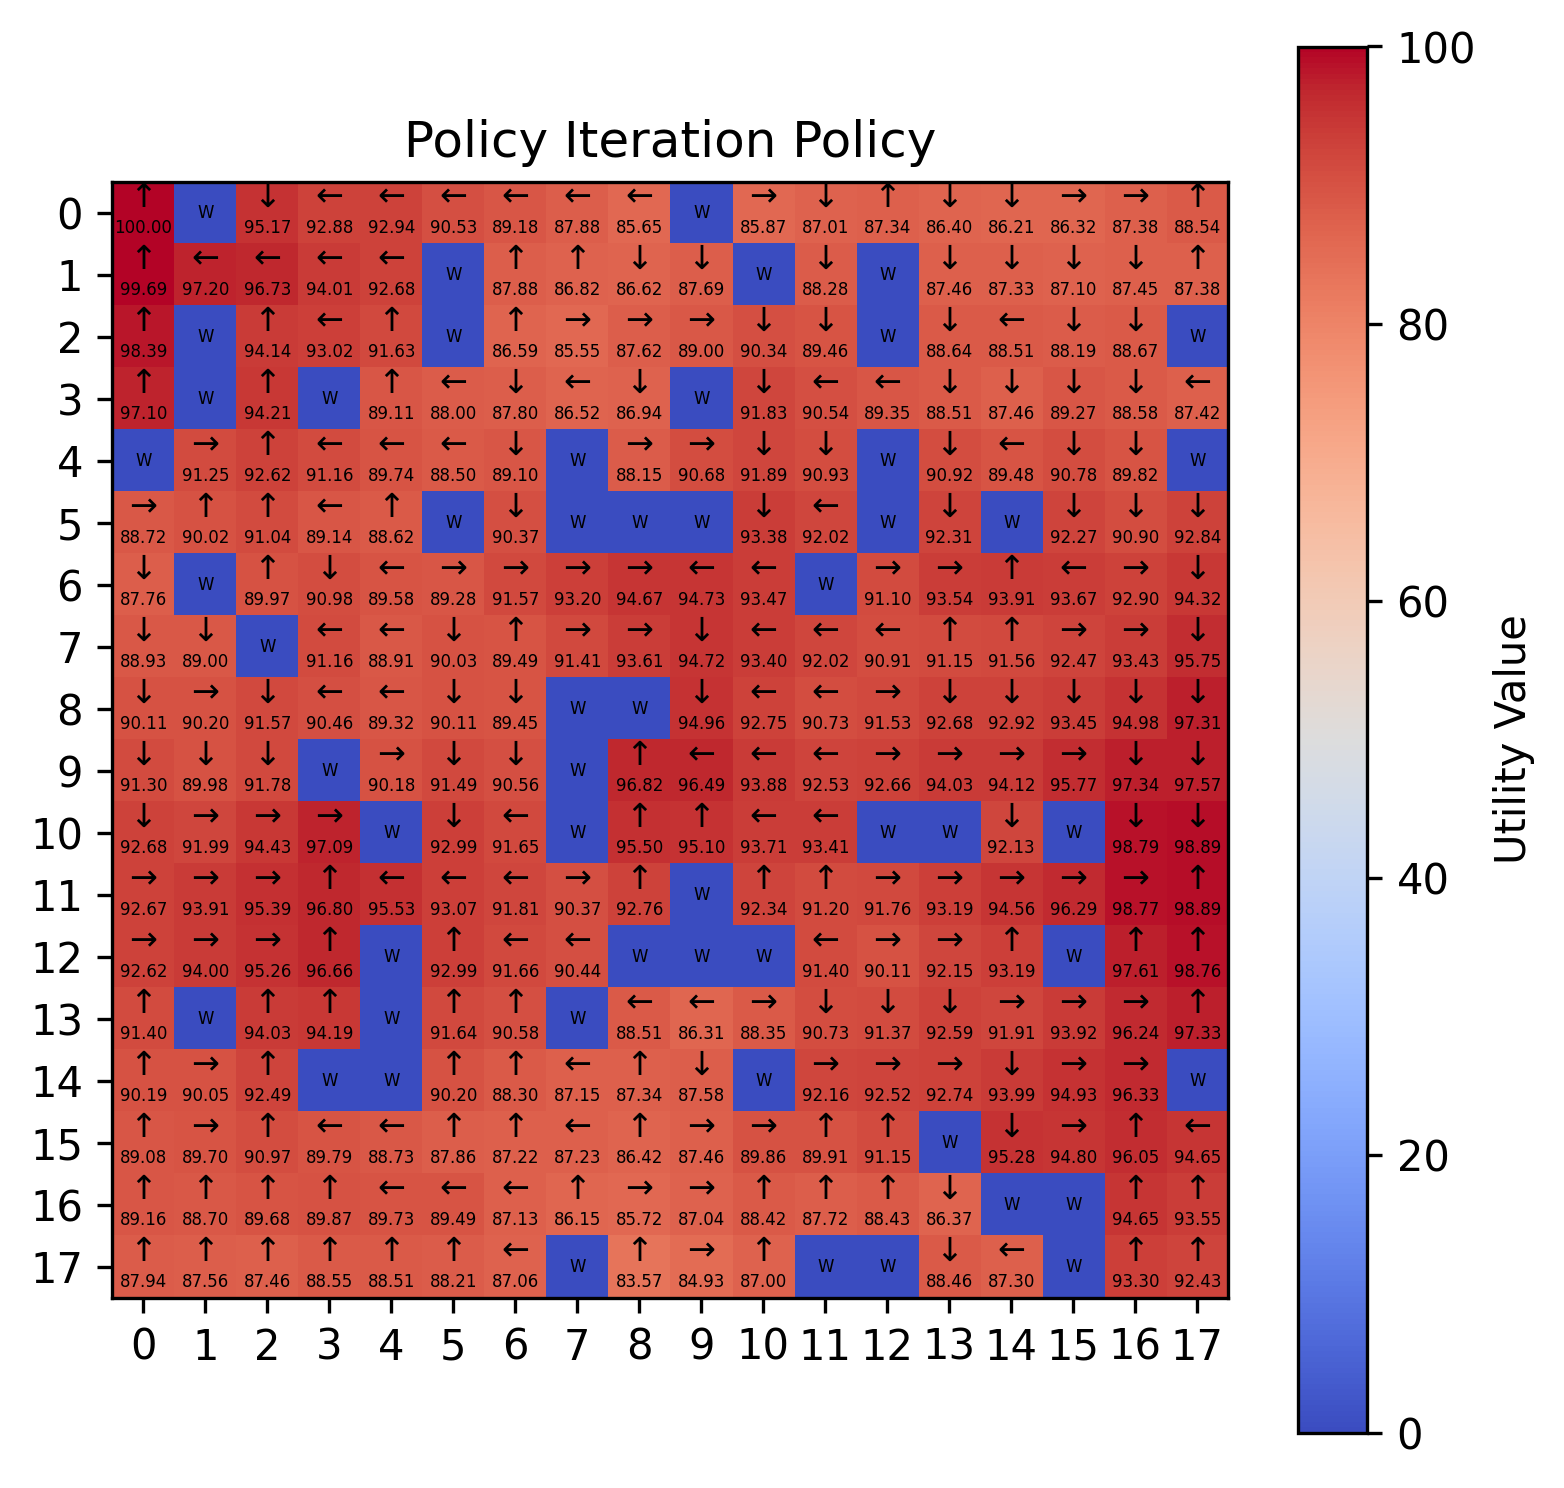 Policy Iteration Policy
0 ↑ 100.00 W ↓ 95.17 ← 92.88 ← 92.94 ← 90.53 ← 89.18 ← 87.88 ← 85.65 W → 85.87 ↓ 87.01 ↑ 87.34 ↓ 86.40 ↓ 86.21 → 86.32 → 87.38 ↑ 88.54
1 ↑ 99.69 ← 97.20 ← 96.73 ← 94.01 ← 92.68 W ↑ 87.88 ↑ 86.82 ↓ 86.62 ↓ 87.69 W ↓ 88.28 W ↓ 87.46 ↓ 87.33 ↓ 87.10 ↓ 87.45 ↑ 87.38
2 ↑ 98.39 W ↑ 94.14 ← 93.02 ↑ 91.63 W ↑ 86.59 → 85.55 → 87.62 → 89.00 ↓ 90.34 ↓ 89.46 W ↓ 88.64 ← 88.51 ↓ 88.19 ↓ 88.67 W
3 ↑ 97.10 W ↑ 94.21 W ↑ 89.11 ← 88.00 ↓ 87.80 ← 86.52 ↓ 86.94 W ↓ 91.83 ← 90.54 ← 89.35 ↓ 88.51 ↓ 87.46 ↓ 89.27 ↓ 88.58 ← 87.42
4 W → 91.25 ↑ 92.62 ← 91.16 ← 89.74 ← 88.50 ↓ 89.10 W → 88.15 → 90.68 ↓ 91.89 ↓ 90.93 W ↓ 90.92 ← 89.48 ↓ 90.78 ↓ 89.82 W
5 → 88.72 ↑ 90.02 ↑ 91.04 ← 89.14 ↑ 88.62 W ↓ 90.37 W W W ↓ 93.38 ← 92.02 W ↓ 92.31 W ↓ 92.27 ↓ 90.90 ↓ 92.84
6 ↓ 87.76 W ↑ 89.97 ↓ 90.98 ← 89.58 → 89.28 → 91.57 → 93.20 → 94.67 ← 94.73 ← 93.47 W → 91.10 → 93.54 ↑ 93.91 ← 93.67 → 92.90 ↓ 94.32
7 ↓ 88.93 ↓ 89.00 W ← 91.16 ← 88.91 ↓ 90.03 ↑ 89.49 → 91.41 → 93.61 ↓ 94.72 ← 93.40 ← 92.02 ← 90.91 ↑ 91.15 ↑ 91.56 → 92.47 → 93.43 ↓ 95.75
8 ↓ 90.11 → 90.20 ↓ 91.57 ← 90.46 ← 89.32 ↓ 90.11 ↓ 89.45 W W ↓ 94.96 ← 92.75 ← 90.73 → 91.53 ↓ 92.68 ↓ 92.92 ↓ 93.45 ↓ 94.98 ↓ 97.31
9 ↓ 91.30 ↓ 89.98 ↓ 91.78 W → 90.18 ↓ 91.49 ↓ 90.56 W ↑ 96.82 ← 96.49 ← 93.88 ← 92.53 → 92.66 → 94.03 → 94.12 → 95.77 ↓ 97.34 ↓ 97.57
10 ↓ 92.68 → 91.99 → 94.43 → 97.09 W ↓ 92.99 ← 91.65 W ↑ 95.50 ↑ 95.10 ← 93.71 ← 93.41 W W ↓ 92.13 W ↓ 98.79 ↓ 98.89
11 → 92.67 → 93.91 → 95.39 ↑ 96.80 ← 95.53 ← 93.07 ← 91.81 → 90.37 ↑ 92.76 W ↑ 92.34 ↑ 91.20 → 91.76 → 93.19 → 94.56 → 96.29 → 98.77 ↑ 98.89
12 → 92.62 → 94.00 → 95.26 ↑ 96.66 W ↑ 92.99 ← 91.66 ← 90.44 W W W ← 91.40 → 90.11 → 92.15 ↑ 93.19 W ↑ 97.61 ↑ 98.76
13 ↑ 91.40 W ↑ 94.03 ↑ 94.19 W ↑ 91.64 ↑ 90.58 W ← 88.51 ← 86.31 → 88.35 ↓ 90.73 ↓ 91.37 ↓ 92.59 → 91.91 → 93.92 → 96.24 ↑ 97.33
14 ↑ 90.19 → 90.05 ↑ 92.49 W W ↑ 90.20 ↑ 88.30 ← 87.15 ↑ 87.34 ↓ 87.58 W → 92.16 → 92.52 → 92.74 ↓ 93.99 → 94.93 → 96.33 W
15 ↑ 89.08 → 89.70 ↑ 90.97 ← 89.79 ← 88.73 ↑ 87.86 ↑ 87.22 ← 87.23 ↑ 86.42 → 87.46 → 89.86 ↑ 89.91 ↑ 91.15 W ↓ 95.28 → 94.80 ↑ 96.05 ← 94.65
16 ↑ 89.16 ↑ 88.70 ↑ 89.68 ↑ 89.87 ← 89.73 ← 89.49 ← 87.13 ↑ 86.15 → 85.72 → 87.04 ↑ 88.42 ↑ 87.72 ↑ 88.43 ↓ 86.37 W W ↑ 94.65 ↑ 93.55
17 ↑ 87.94 ↑ 87.56 ↑ 87.46 ↑ 88.55 ↑ 88.51 ↑ 88.21 ← 87.06 W ↑ 83.57 → 84.93 ↑ 87.00 W W ↓ 88.46 ← 87.30 W ↑ 93.30 ↑ 92.43
0 1 2 3 4 5 6 7 8 9 10 11 12 13 14 15 16 17
100
80
60
40
20
0
Utility Value